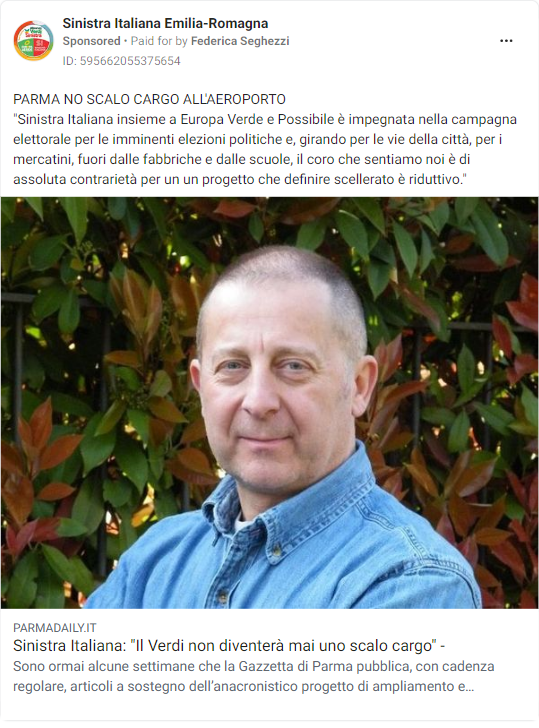 Sinistra Italiana Emilia-Romagna
Sponsored • Paid for by Federica Seghezzi
ID: 595662055375654
PARMA NO SCALO CARGO ALL'AEROPORTO
"Sinistra Italiana insieme a Europa Verde e Possibile è impegnata nella campagna
elettorale per le imminenti elezioni politiche e, girando per le vie della città, per i
mercatini, fuori dalle fabbriche e dalle scuole, il coro che sentiamo noi è di
assoluta contrarietà per un un progetto che definire scellerato è riduttivo."
PARMADAILY.IT
Sinistra Italiana: "Il Verdi non diventerà mai uno scalo cargo" -
Sono ormai alcune settimane che la Gazzetta di Parma pubblica, con cadenza
regolare, articoli a sostegno dell'anacronistico progetto di ampliamento e…